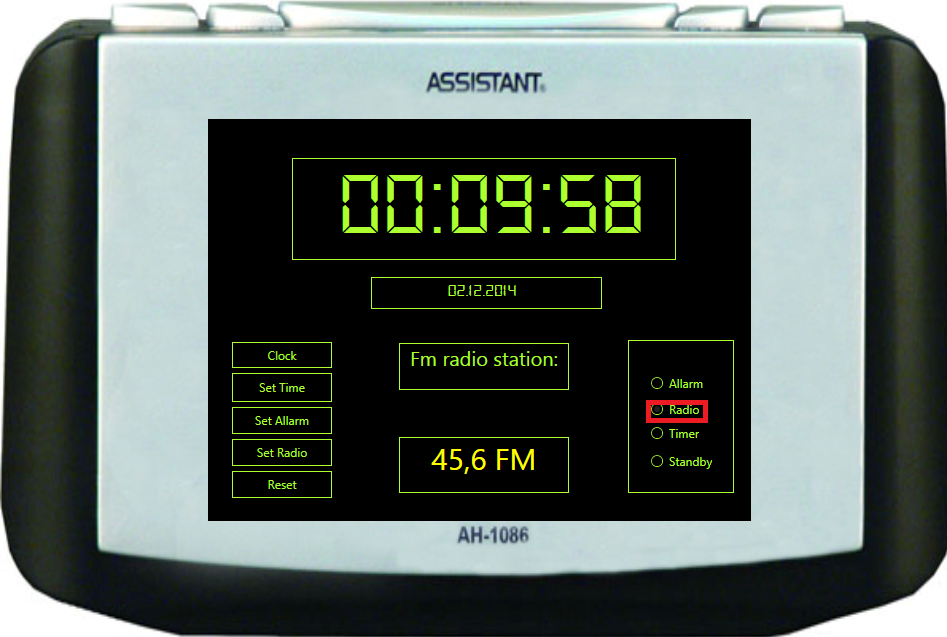 ASSISTANT
00:09:58
02.12.2014
Clock
Set Time
Set Allarm
Set Radio
Reset
Fm radio station:
45,6 FM
Allarm
Radio
Timer
Standby
AH-1086